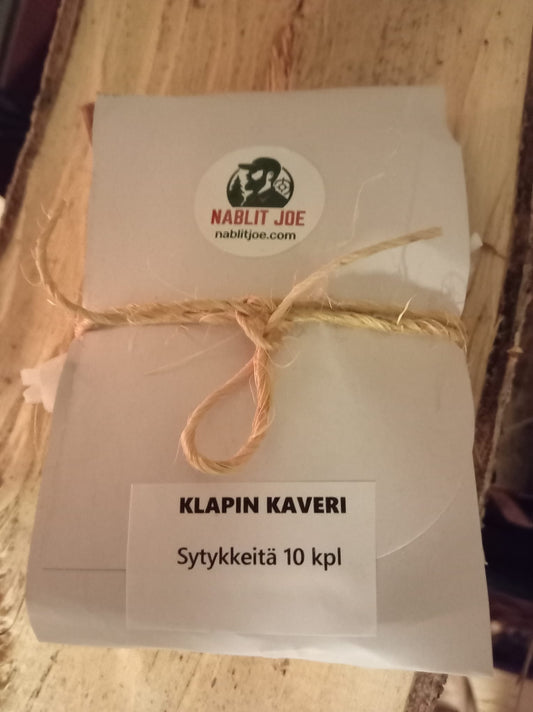 NABLIT JOE
nablitjoe.com
KLAPIN KAVERI
Sytykkeitä 10 kpl